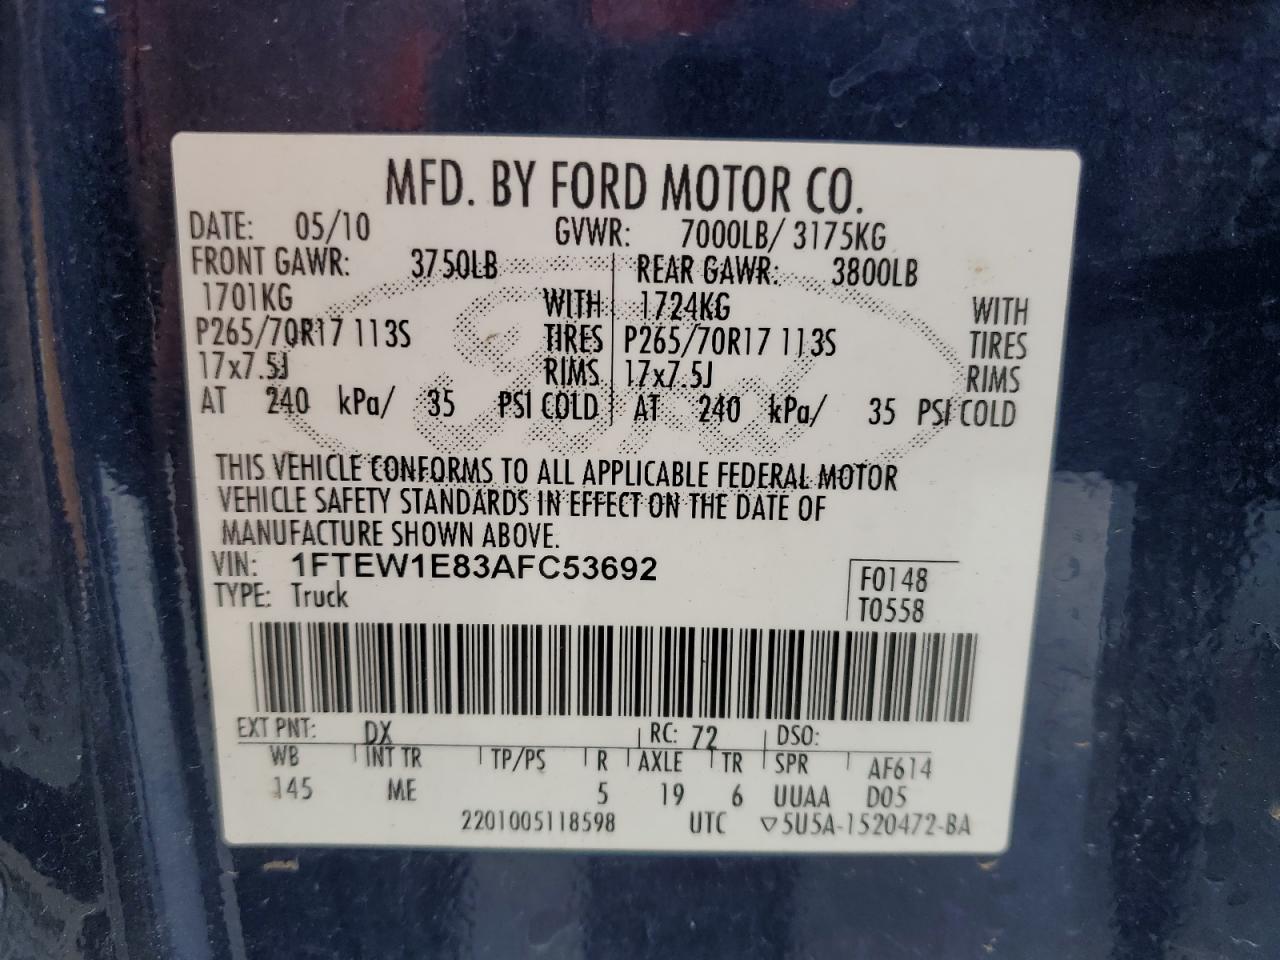 MFD. BY FORD MOTOR CO.
DATE: 05/10 GVWR: 7000LB/ 3175KG
FRONT GAWR: 3750LB REAR GAWR: 3800LB
1701KG WITH 1724KG WITH
P265/70R17 113S TIRES P265/70R17 113S TIRES
17x7.5J RIMS 17x7.5J RIMS
AT 240 kPa/ 35 PSI COLD AT 240 kPa/ 35 PSI COLD
THIS VEHICLE CONFORMS TO ALL APPLICABLE FEDERAL MOTOR
VEHICLE SAFETY STANDARDS IN EFFECT ON THE DATE OF
MANUFACTURE SHOWN ABOVE.
VIN: 1FTEW1E83AFC53692 F0148
TYPE: Truck T0558
EXT PNT: DX RC: 72 DSO:
WB INT TR TP/PS R AXLE TR SPR AF614
145 ME 5 19 6 UUAA D05
2201005118598 UTC ▽5U5A-1520472-BA